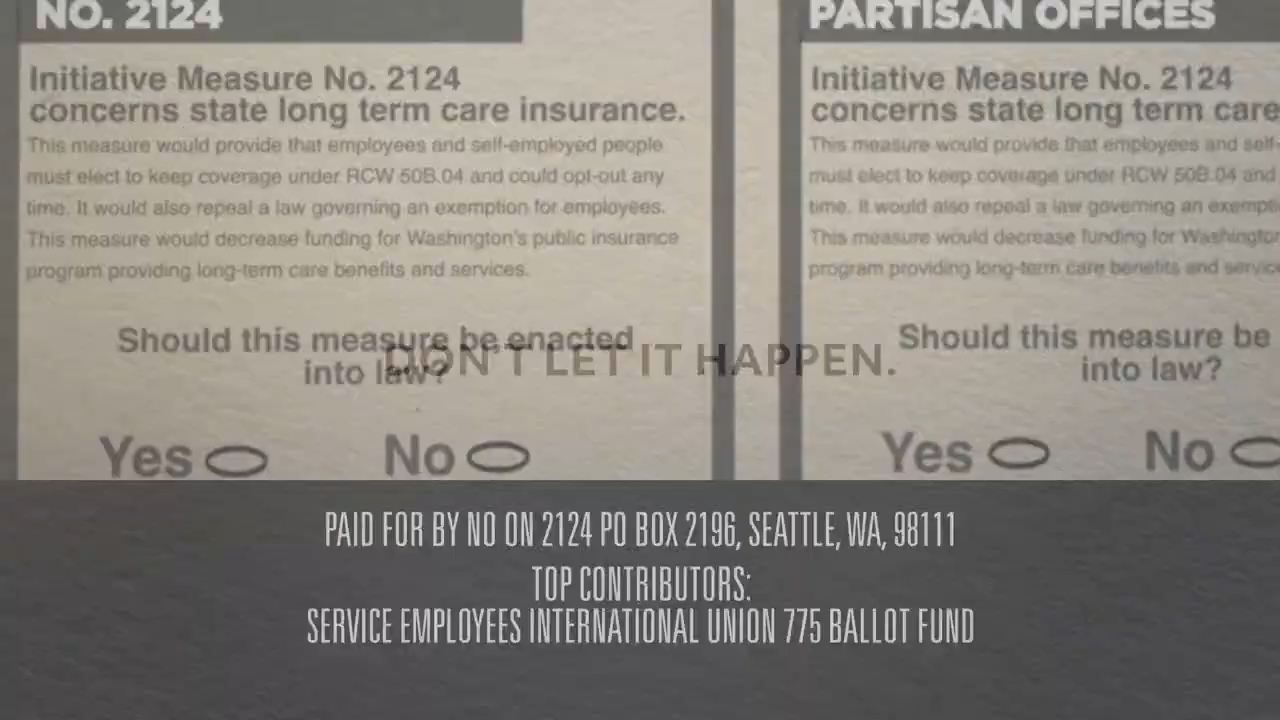 NO. 2124
Initiative Measure No. 2124
concerns state long term care insurance.
This measure would provide that employees and self-employed people
must elect to keep coverage under RCW 50B.04 and could opt-out any
time. It would also repeal a law governing an exemption for employees.
This measure would decrease funding for Washington's public insurance
program providing long-term care benefits and services.
Should this measure be enacted
into law?
Yes
No
PARTISAN OFFICES
Initiative Measure No. 2124
concerns state long term care
This measure would provide that employees and self-
must elect to keep coverage under RCW 50B.04 and
time. It would also repeal a law governing an
This measure would decrease funding for
program providing long-term care benefits and
Should this measure be
into law?
Yes
No
DON'T LET IT HAPPEN.
PAID FOR BY NO ON 2124 PO BOX 2196, SEATTLE, WA, 98111
TOP CONTRIBUTORS:
SERVICE EMPLOYEES INTERNATIONAL UNION 775 BALLOT FUND